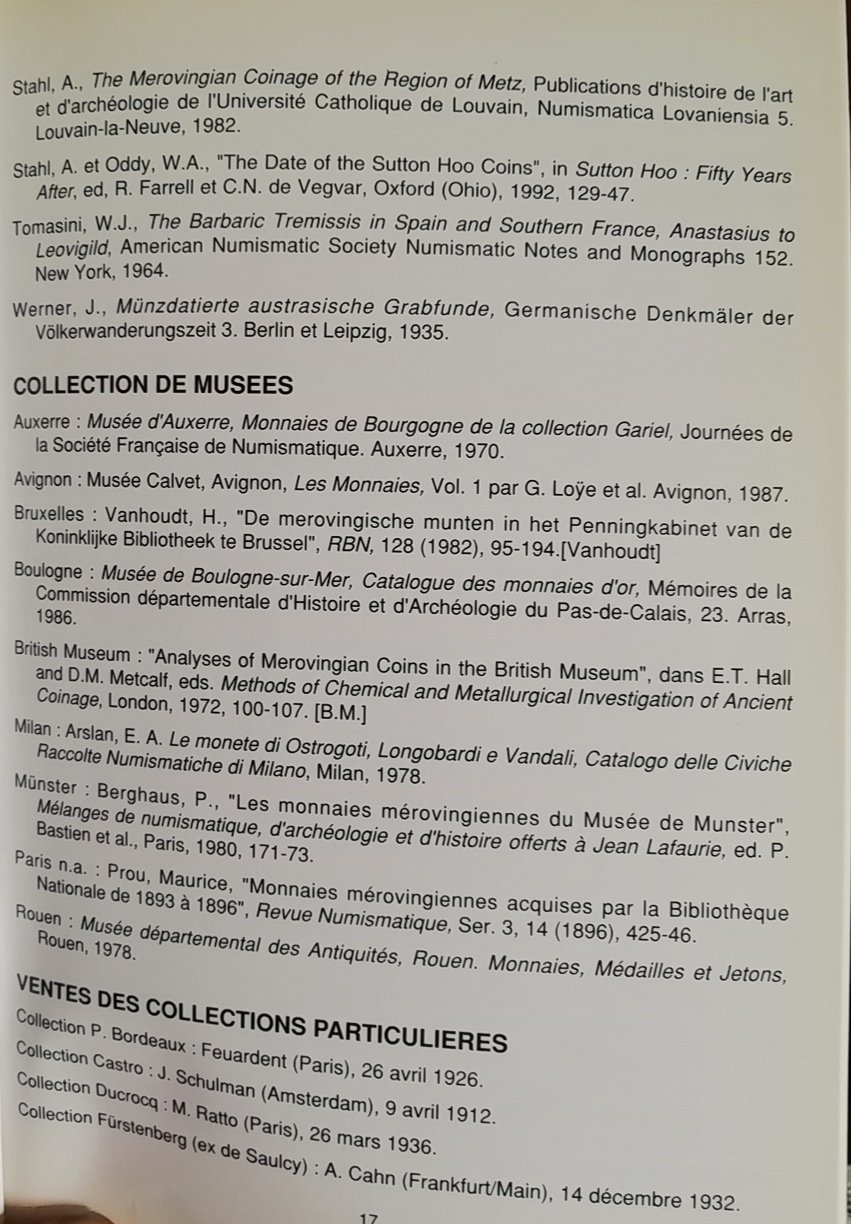 Stahl, A., The Merovingian Coinage of the Region of Metz, Publications d'histoire de l'art
et d'archéologie de l'Université Catholique de Louvain, Numismatica Lovaniensia 5.
Louvain-la-Neuve, 1982.
Stahl, A. et Oddy, W.A., "The Date of the Sutton Hoo Coins", in Sutton Hoo : Fifty Years
After, ed, R. Farrell et C.N. de Vegvar, Oxford (Ohio), 1992, 129-47.
Tomasini, W.J., The Barbaric Tremissis in Spain and Southern France, Anastasius to
Leovigild, American Numismatic Society Numismatic Notes and Monographs 152.
New York, 1964.
Werner, J., Münzdatierte austrasische Grabfunde, Germanische Denkmäler der
Völkerwanderungszeit 3. Berlin et Leipzig, 1935.
COLLECTION DE MUSEES
Auxerre : Musée d'Auxerre, Monnaies de Bourgogne de la collection Gariel, Journées de
la Société Française de Numismatique. Auxerre, 1970.
Avignon : Musée Calvet, Avignon, Les Monnaies, Vol. 1 par G. Loÿe et al. Avignon, 1987.
Bruxelles : Vanhoudt, H., "De merovingische munten in het Penningkabinet van de
Koninklijke Bibliotheek te Brussel", RBN, 128 (1982), 95-194.[Vanhoudt]
Boulogne : Musée de Boulogne-sur-Mer, Catalogue des monnaies d'or, Mémoires de la
Commission départementale d'Histoire et d'Archéologie du Pas-de-Calais, 23. Arras,
1986.
British Museum : "Analyses of Merovingian Coins in the British Museum", dans E.T. Hall
and D.M. Metcalf, eds. Methods of Chemical and Metallurgical Investigation of Ancient
Coinage, London, 1972, 100-107. [B.M.]
Milan : Arslan, E. A. Le monete di Ostrogoti, Longobardi e Vandali, Catalogo delle Civiche
Raccolte Numismatiche di Milano, Milan, 1978.
Münster : Berghaus, P., "Les monnaies mérovingiennes du Musée de Munster",
Mélanges de numismatique, d'archéologie et d'histoire offerts à Jean Lafaurie, ed. P.
Bastien et al., Paris, 1980, 171-73.
Paris n.a. : Prou, Maurice, "Monnaies mérovingiennes acquises par la Bibliothèque
Nationale de 1893 à 1896", Revue Numismatique, Ser. 3, 14 (1896), 425-46.
Rouen : Musée départemental des Antiquités, Rouen. Monnaies, Médailles et Jetons,
Rouen, 1978.
VENTES DES COLLECTIONS PARTICULIERES
Collection P. Bordeaux : Feuardent (Paris), 26 avril 1926.
Collection Castro : J. Schulman (Amsterdam), 9 avril 1912.
Collection Ducrocq : M. Ratto (Paris), 26 mars 1936.
Collection Fürstenberg (ex de Saulcy) : A. Cahn (Frankfurt/Main), 14 décembre 1932.
17